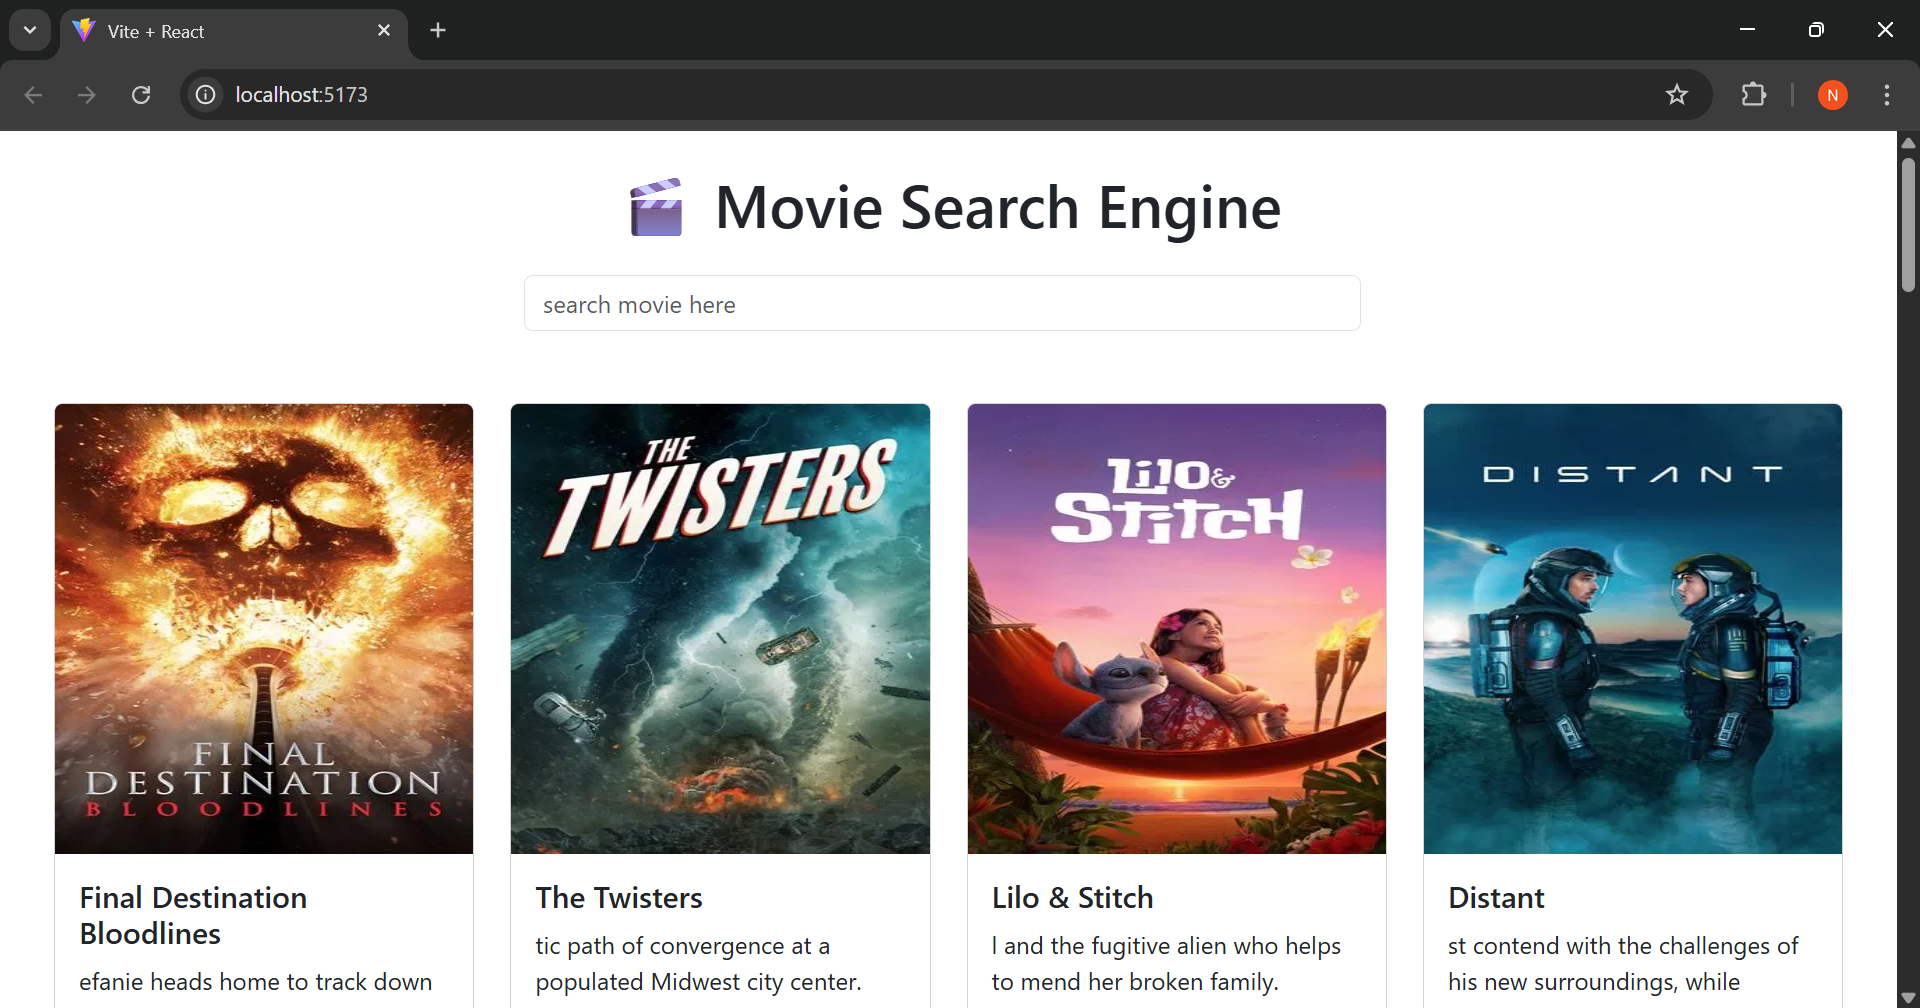 Vite + React
localhost:5173
N
Movie Search Engine
search movie here
FINAL
DESTINATION
BLOODLINES
THE
TWISTERS
Lilo &
Stitch
DISTANT
Final Destination
Bloodlines
efanie heads home to track down
The Twisters
tic path of convergence at a
populated Midwest city center.
Lilo & Stitch
l and the fugitive alien who helps
to mend her broken family.
Distant
st contend with the challenges of
his new surroundings, while